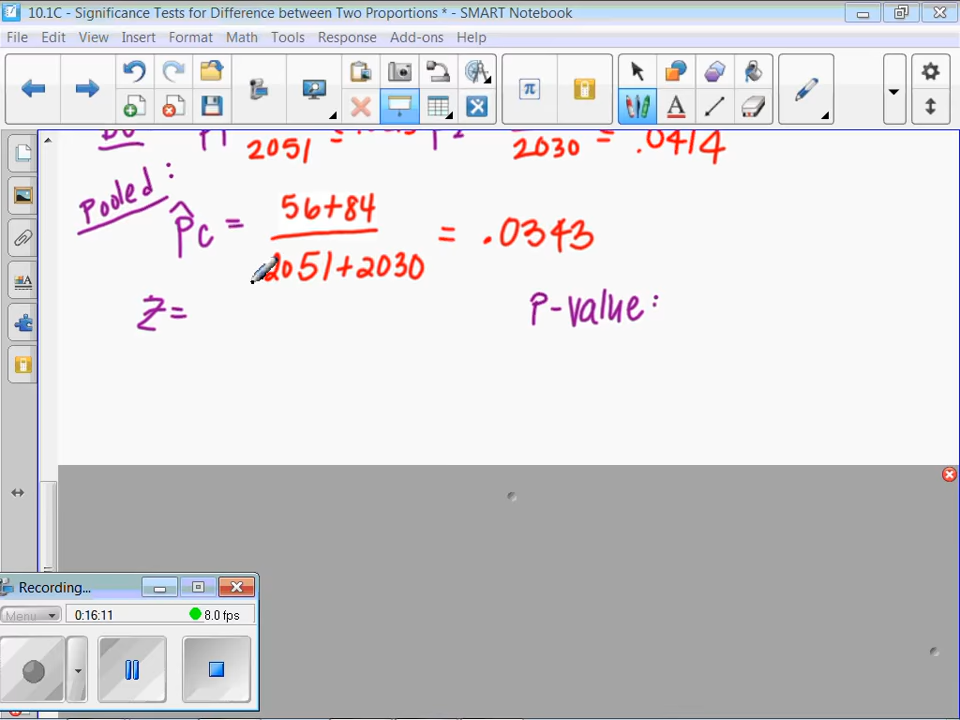 10.1C - Significance Tests for Difference between Two Proportions * - SMART Notebook
File Edit View Insert Format Math Tools Response Add-ons Help
π
A
2051 = 2030 = .0414
Pooled:
p̂c = 56+84 / 2051+2030 = .0343
Z= P-value:
Recording...
Menu 0:16:11 8.0 fps